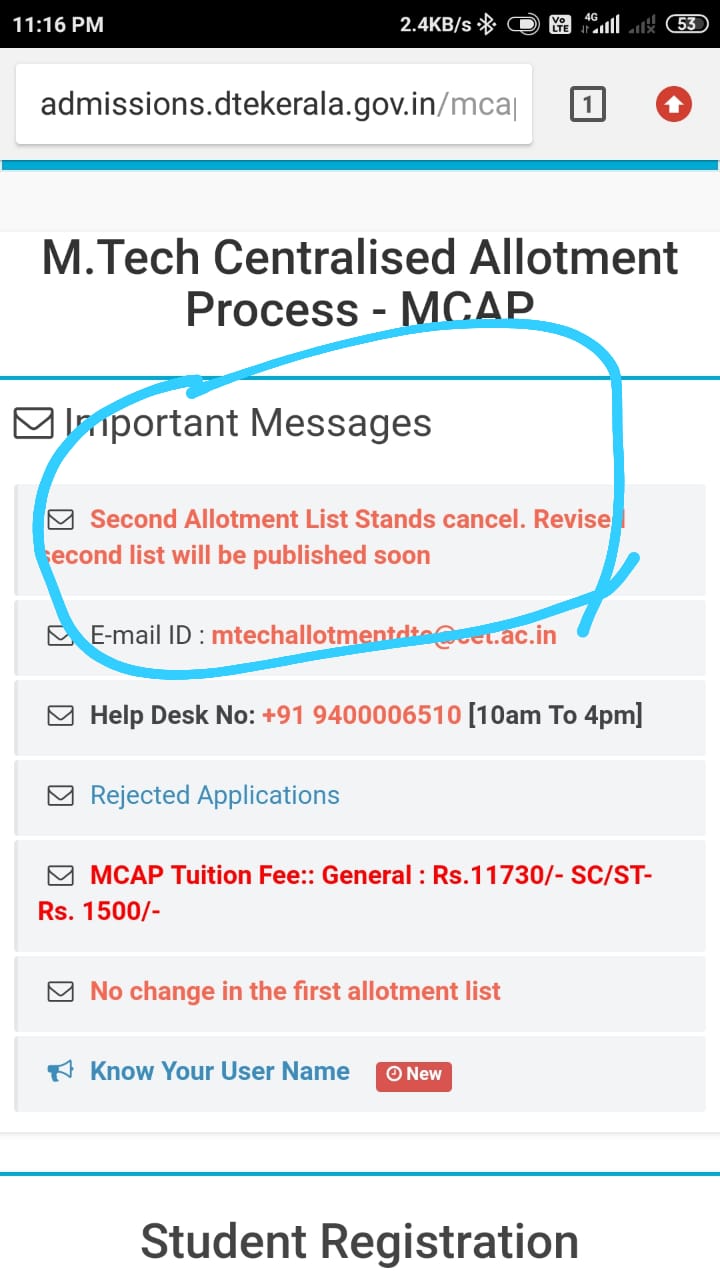 11:16 PM 2.4KB/s VoLTE 4G 53
admissions.dtekerala.gov.in/mca 1
M.Tech Centralised Allotment
Process - MCAP
Important Messages
Second Allotment List Stands cancel. Revised
second list will be published soon
E-mail ID : mtechallotmentdte@cet.ac.in
Help Desk No: +91 9400006510 [10am To 4pm]
Rejected Applications
MCAP Tuition Fee:: General : Rs.11730/- SC/ST-
Rs. 1500/-
No change in the first allotment list
Know Your User Name New
Student Registration